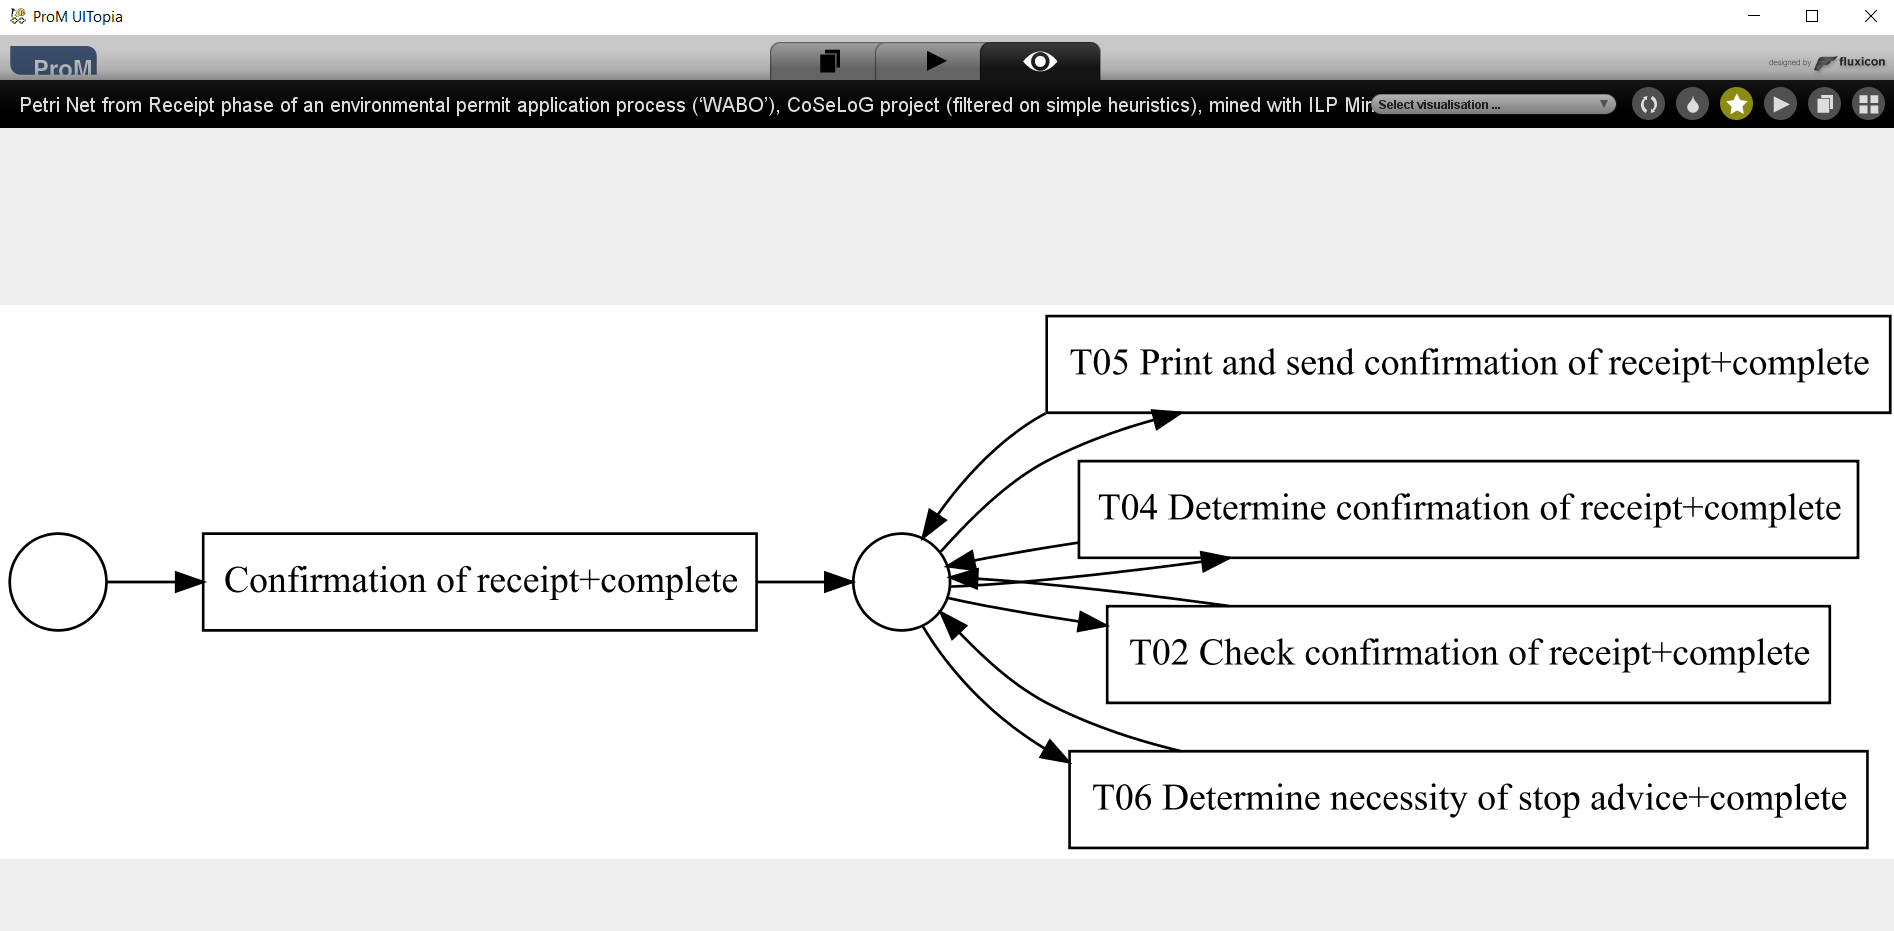 ProM UITopia
ProM
designed by fluxicon
Petri Net from Receipt phase of an environmental permit application process (‘WABO’), CoSeLoG project (filtered on simple heuristics), mined with ILP Mir
Select visualisation ...
T05 Print and send confirmation of receipt+complete
T04 Determine confirmation of receipt+complete
Confirmation of receipt+complete
T02 Check confirmation of receipt+complete
T06 Determine necessity of stop advice+complete